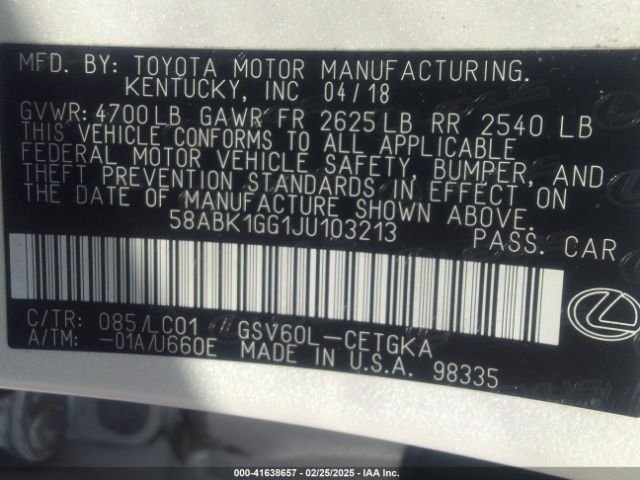 MFD. BY: TOYOTA MOTOR MANUFACTURING.
KENTUCKY, INC 04/18
GVWR: 4700LB GAWR FR 2625LB RR 2540 LB
THIS VEHICLE CONFORMS TO ALL APPLICABLE
FEDERAL MOTOR VEHICLE SAFETY, BUMPER, AND
THEFT PREVENTION STANDARDS IN EFFECT ON
THE DATE OF MANUFACTURE SHOWN ABOVE.
58ABK1GG1JU103213 PASS. CAR
C/TR: 085/LC01 GSV60L-CETGKA
A/TM: -01A/U660E MADE IN U.S.A. 98335
000-41638657 - 02/25/2025 - IAA Inc.